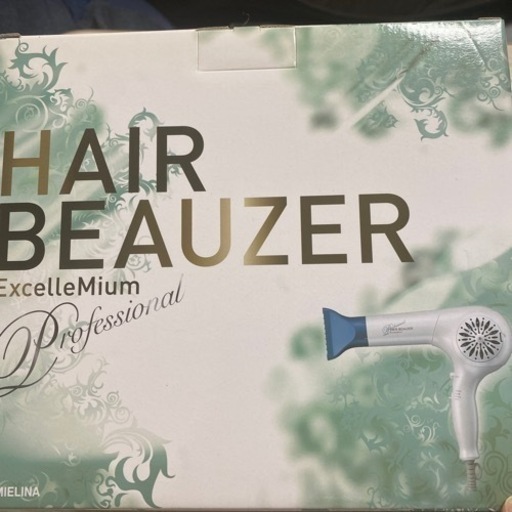 HAIR
BEAUZER
ExcelleMium
Professional
MIELINA